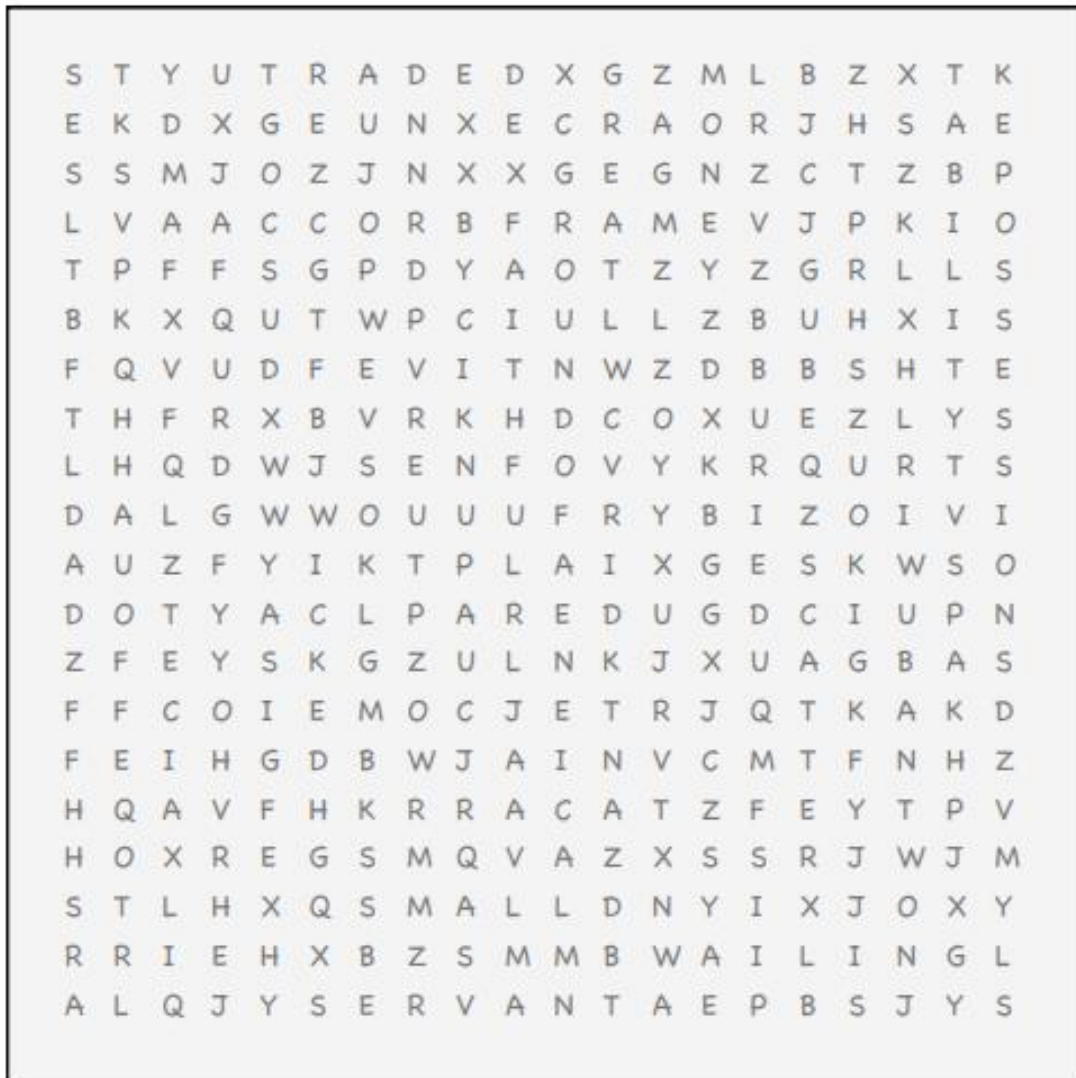 S T Y U T R A D E D X G Z M L B Z X T K
E K D X G E U N X E C R A O R J H S A E
S S M J O Z J N X X G E G N Z C T Z B P
L V A A C C O R B F R A M E V J P K I O
T P F F S G P D Y A O T Z Y Z G R L L S
B K X Q U T W P C I U L L Z B U H X I S
F Q V U D F E V I T N W Z D B B S H T E
T H F R X B V R K H D C O X U E Z L Y S
L H Q D W J S E N F O V Y K R Q U R T S
D A L G W W O U U U F R Y B I Z O I V I
A U Z F Y I K T P L A I X G E S K W S O
D O T Y A C L P A R E D U G D C I U P N
Z F E Y S K G Z U L N K J X U A G B A S
F F C O I E M O C J E T R J Q T K A K D
F E I H G D B W J A I N V C M T F N H Z
H Q A V F H K R R A C A T Z F E Y T P V
H O X R E G S M Q V A Z X S S R J W J M
S T L H X Q S M A L L D N Y I X J O X Y
R R I E H X B Z S M M B W A I L I N G L
A L Q J Y S E R V A N T A E P B S J Y S